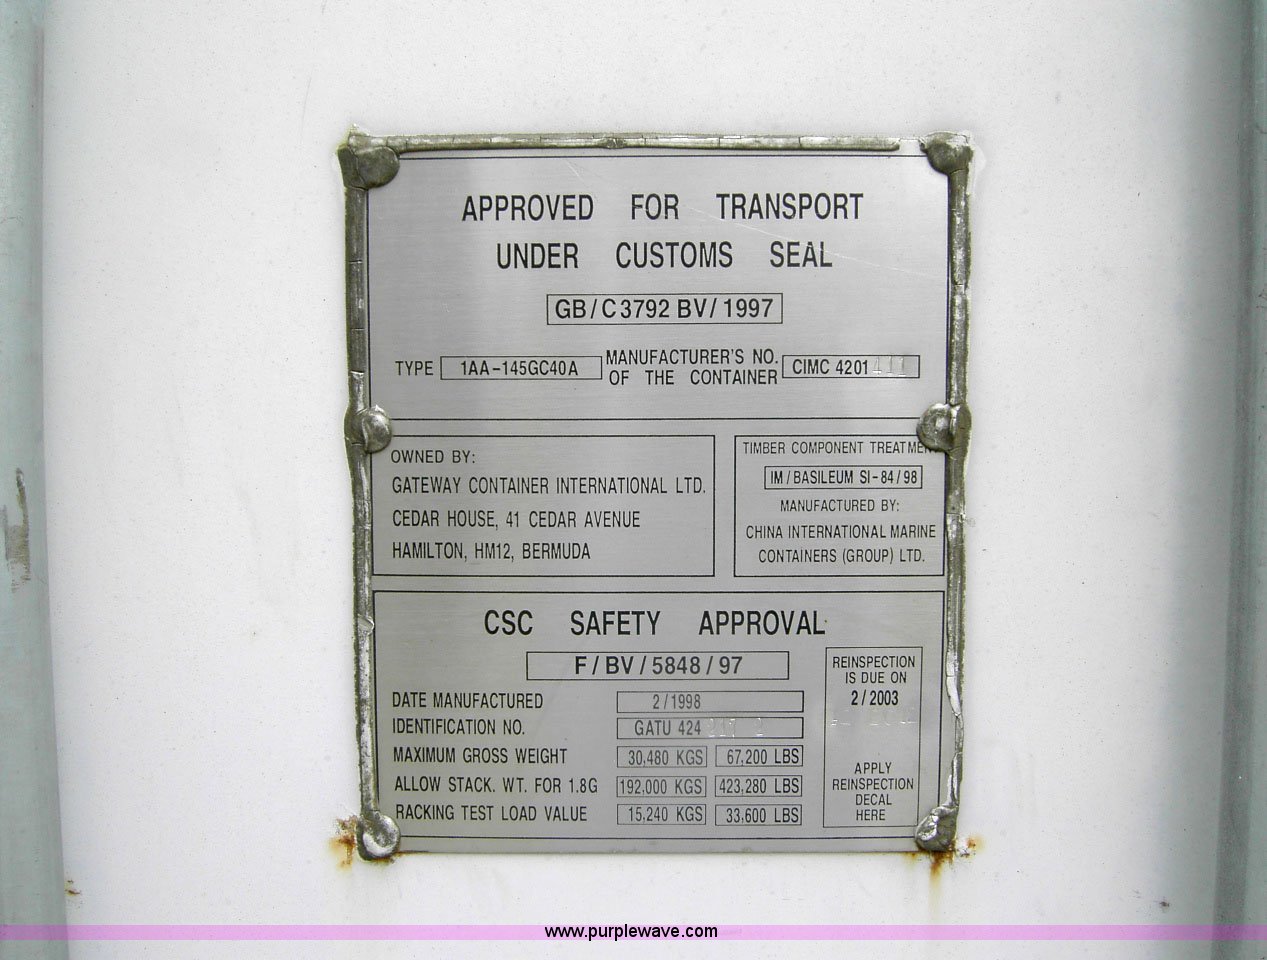 APPROVED FOR TRANSPORT
UNDER CUSTOMS SEAL
GB/C3792 BV/1997
TYPE 1AA-145GC40A MANUFACTURER'S NO. OF THE CONTAINER CIMC 4201
OWNED BY:
GATEWAY CONTAINER INTERNATIONAL LTD.
CEDAR HOUSE, 41 CEDAR AVENUE
HAMILTON, HM12, BERMUDA
TIMBER COMPONENT TREATMEN
IM/BASILEUM SI-84/98
MANUFACTURED BY:
CHINA INTERNATIONAL MARINE
CONTAINERS (GROUP) LTD.
CSC SAFETY APPROVAL
F/BV/5848/97
DATE MANUFACTURED 2/1998
IDENTIFICATION NO. GATU 424
MAXIMUM GROSS WEIGHT 30,480 KGS 67,200 LBS
ALLOW STACK. WT. FOR 1.8G 192,000 KGS 423,280 LBS
RACKING TEST LOAD VALUE 15,240 KGS 33,600 LBS
REINSPECTION
IS DUE ON
2/2003
APPLY
REINSPECTION
DECAL
HERE
www.purplewave.com